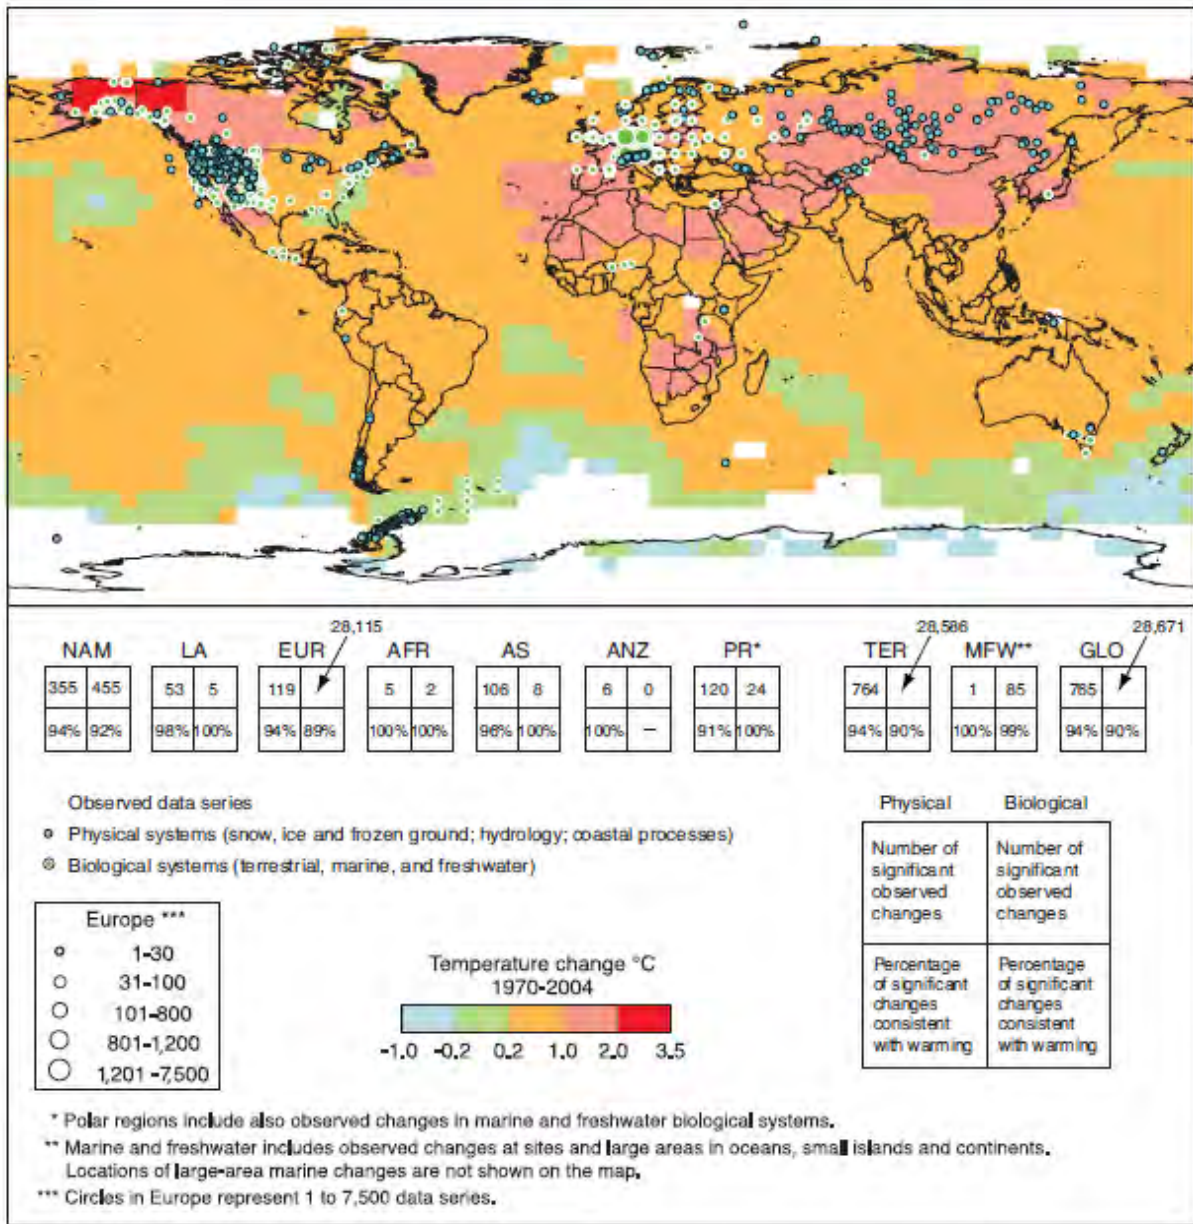 28,115
28,586
28,671
NAM LA EUR AFR AS ANZ PR* TER MFW** GLO
355 455 53 5 119 5 2 106 8 6 0 120 24 764 1 85 765
94% 92% 98% 100% 94% 89% 100% 100% 96% 100% 100% – 91% 100% 94% 90% 100% 99% 94% 90%
Observed data series
Physical systems (snow, ice and frozen ground; hydrology; coastal processes)
Biological systems (terrestrial, marine, and freshwater)
Europe ***
1-30
31-100
101-800
801-1,200
1,201 -7,500
Temperature change °C
1970-2004
-1.0 -0.2 0.2 1.0 2.0 3.5
Physical Biological
Number of
significant
observed
changes
Number of
significant
observed
changes
Percentage
of significant
changes
consistent
with warming
Percentage
of significant
changes
consistent
with warming
* Polar regions include also observed changes in marine and freshwater biological systems.
** Marine and freshwater includes observed changes at sites and large areas in oceans, small islands and continents.
Locations of large-area marine changes are not shown on the map.
*** Circles in Europe represent 1 to 7,500 data series.